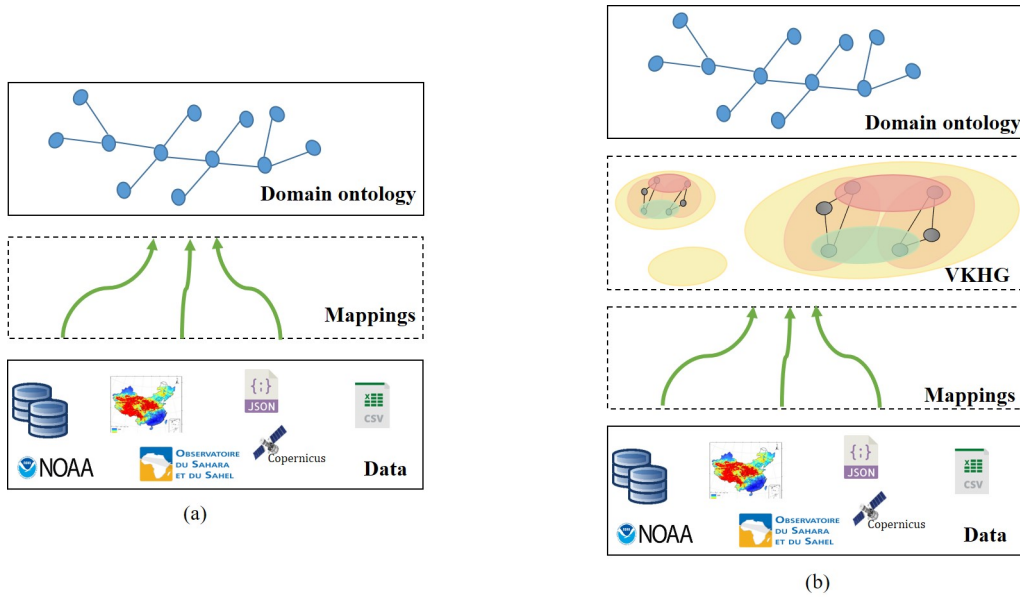 Domain ontology
Mappings
{;}
JSON
CSV
NOAA
OBSERVATOIRE
DU SAHARA
ET DU SAHEL
Copernicus
Data
(a)
Domain ontology
VKHG
Mappings
{;}
JSON
CSV
NOAA
OBSERVATOIRE
DU SAHARA
ET DU SAHEL
Copernicus
Data
(b)